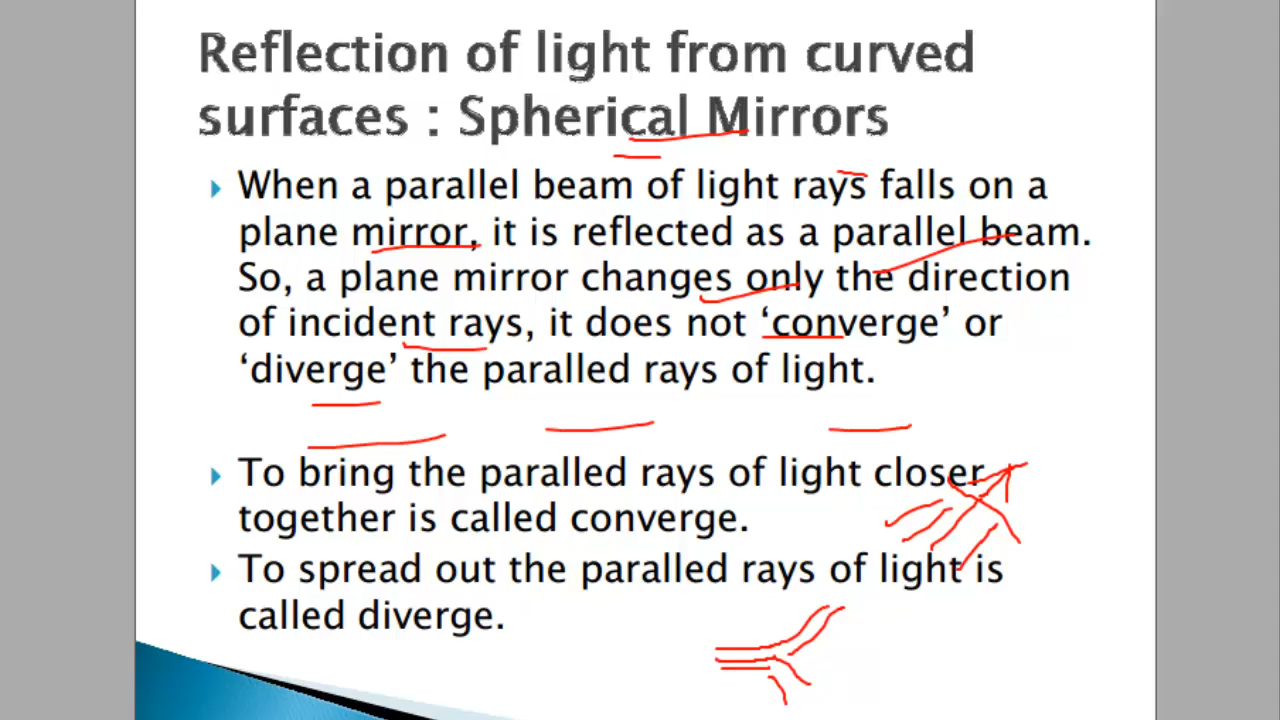 Reflection of light from curved
surfaces : Spherical Mirrors
When a parallel beam of light rays falls on a
plane mirror, it is reflected as a parallel beam.
So, a plane mirror changes only the direction
of incident rays, it does not ‘converge’ or
‘diverge’ the paralled rays of light.
To bring the paralled rays of light closer
together is called converge.
To spread out the paralled rays of light is
called diverge.